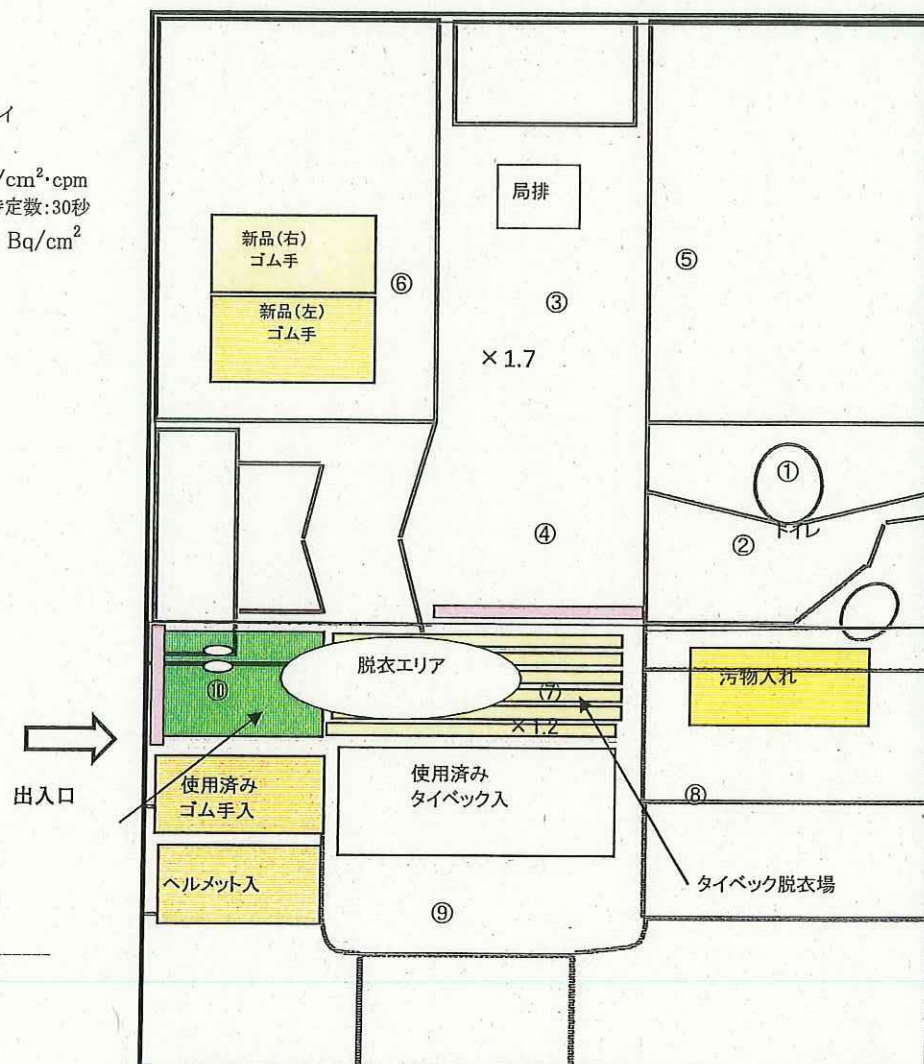 イ
/cm²・cpm
定数:30秒
Bq/cm²
局排
新品(右)
ゴム手
⑥
⑤
③
新品(左)
ゴム手
×1.7
①
④
②
トイレ
脱衣エリア
⑩
⑦
汚物入れ
×1.2
出入口
使用済み
ゴム手入
使用済み
タイベック入
⑧
ヘルメット入
タイベック脱衣場
⑨